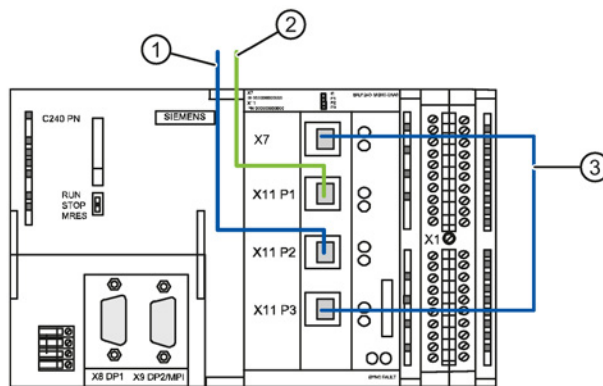 1
2
C240 PN
SIEMENS
X7
3
X11 P1
RUN
STOP
MRES
X11 P2
X1
X11 P3
X8 DP1
X9 DP2/MPI